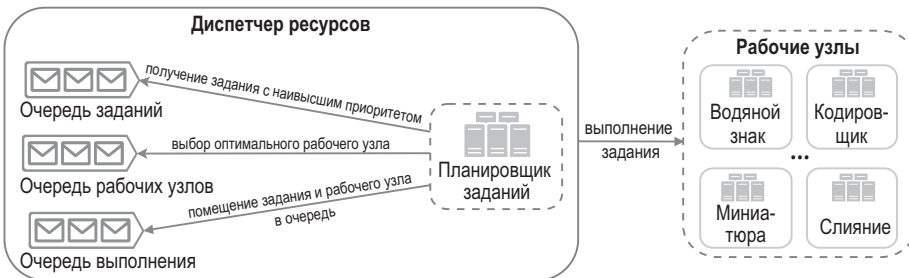 Диспетчер ресурсов
получение задания с наивысшим приоритетом
Очередь заданий
выбор оптимального рабочего узла
Очередь рабочих узлов
помещение задания и рабочего узла
в очередь
Очередь выполнения
Планировщик
заданий
выполнение
задания
Рабочие узлы
Водяной
знак
Кодиров-
щик
...
Миниа-
тюра
Слияние